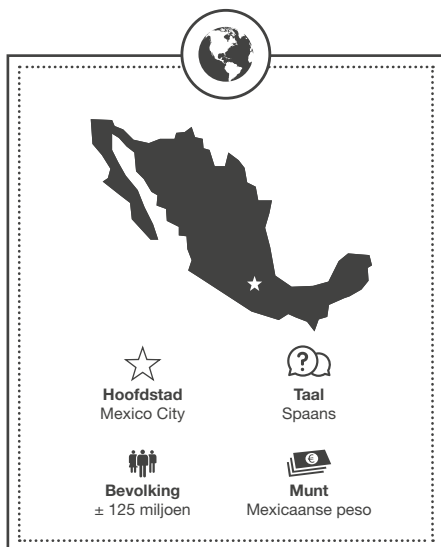 Hoofdstad
Mexico City
Taal
Spaans
Bevolking
± 125 miljoen
Munt
Mexicaanse peso